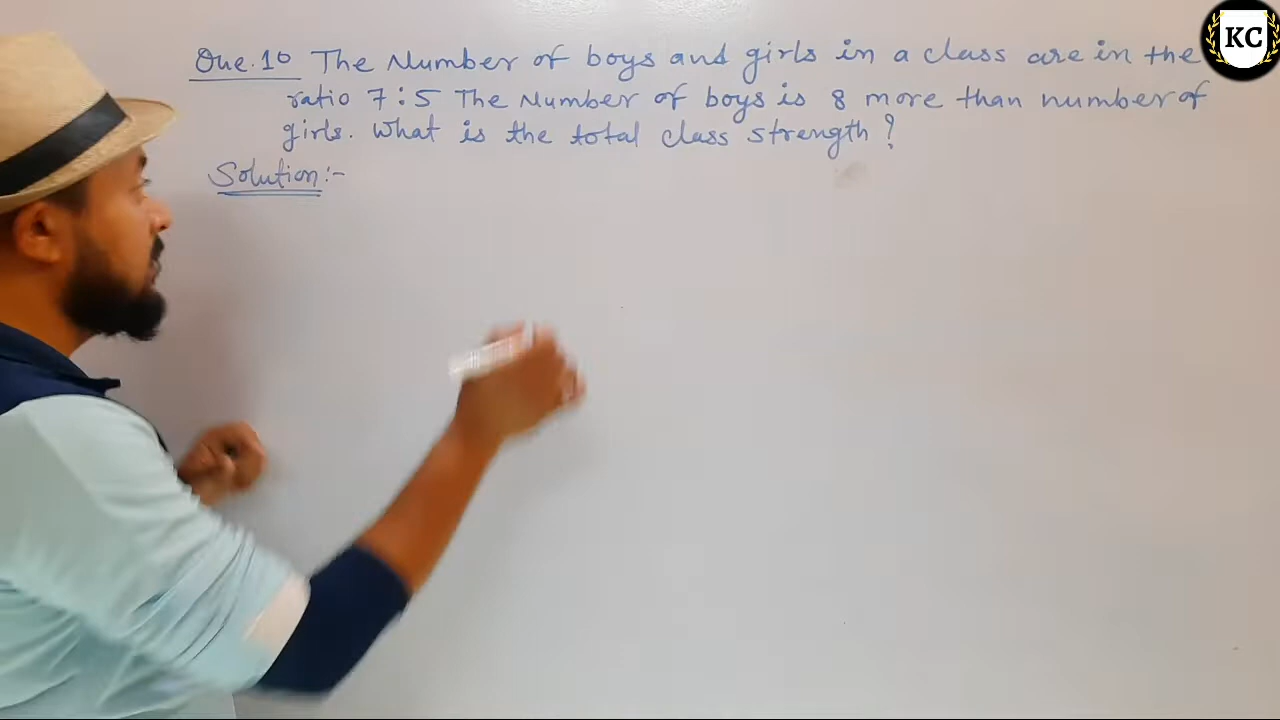 Que.10 The Number of boys and girls in a class are in the
ratio 7:5 The Number of boys is 8 more than number of
girls. What is the total class strength?
Solution:-
KC